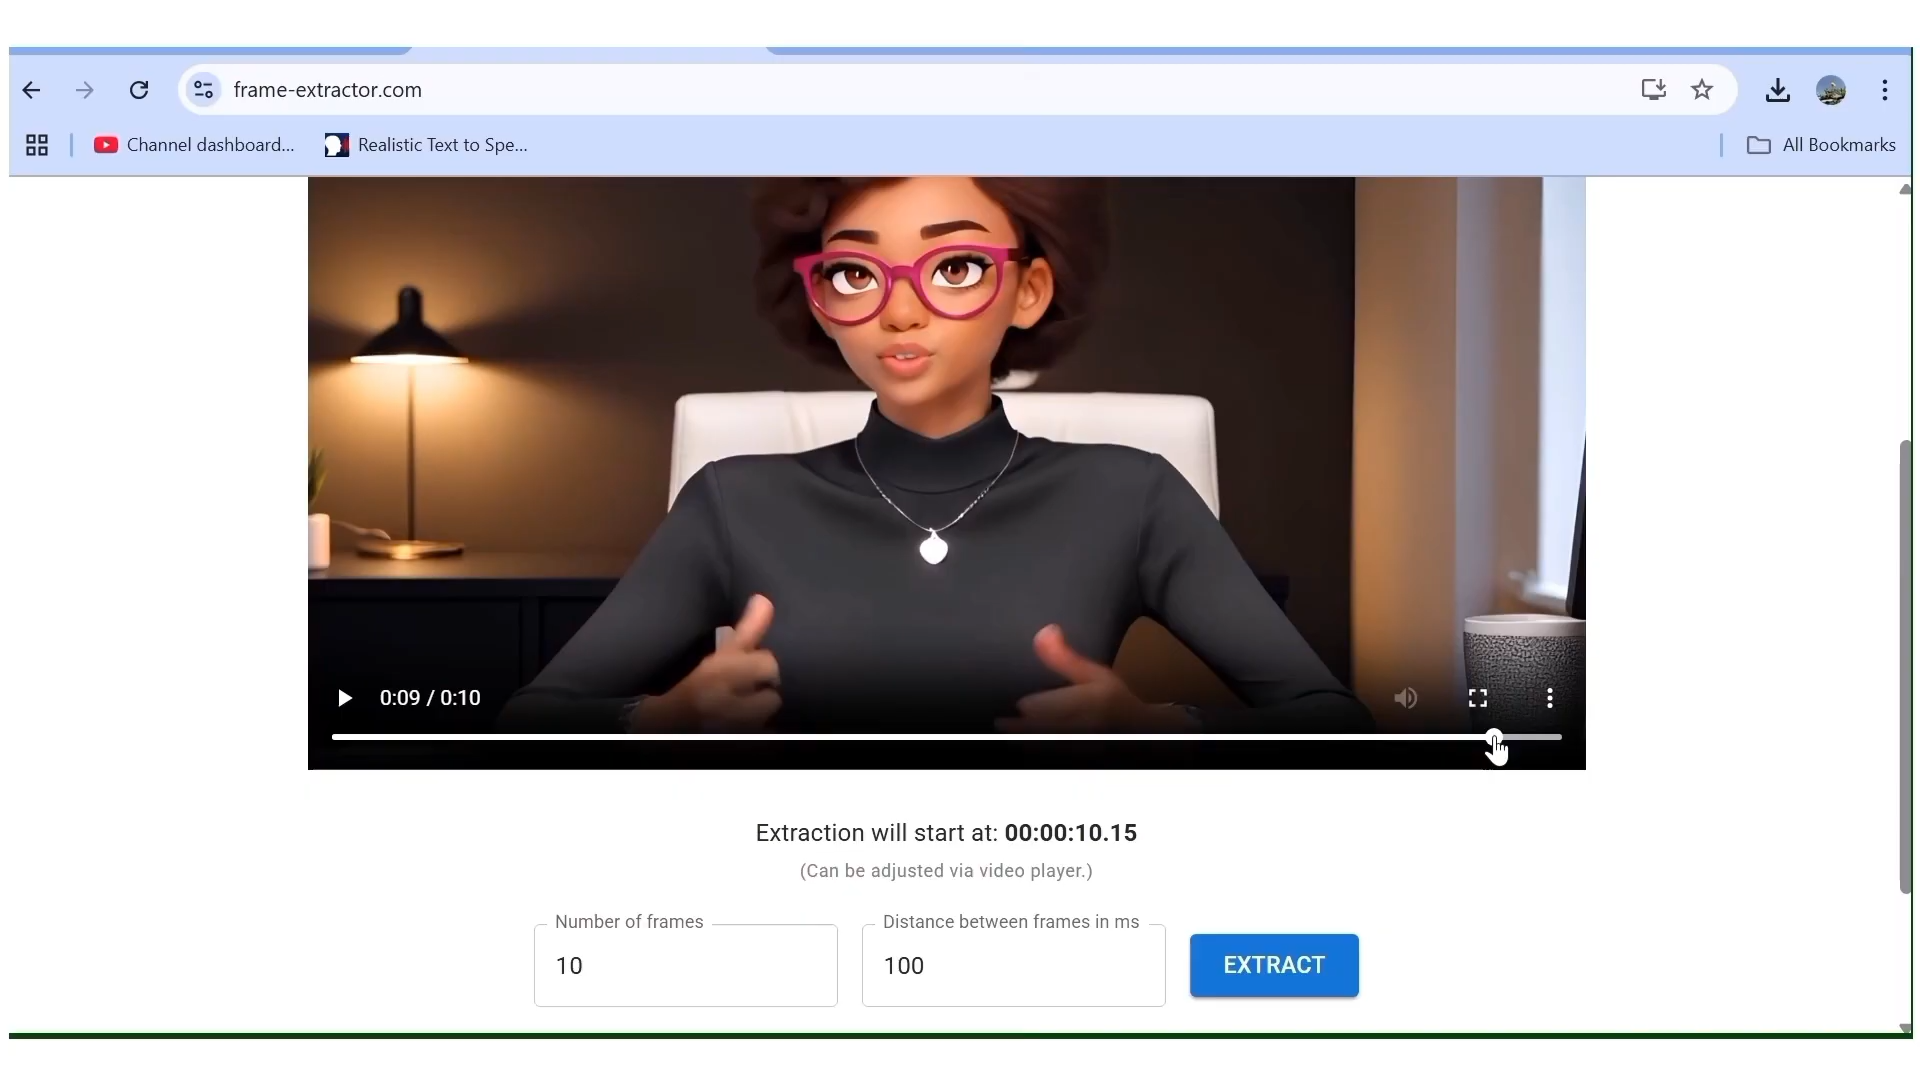 frame-extractor.com
Channel dashboard...
Realistic Text to Spe...
All Bookmarks
0:09 / 0:10
Extraction will start at: 00:00:10.15
(Can be adjusted via video player.)
Number of frames
Distance between frames in ms
10
100
EXTRACT